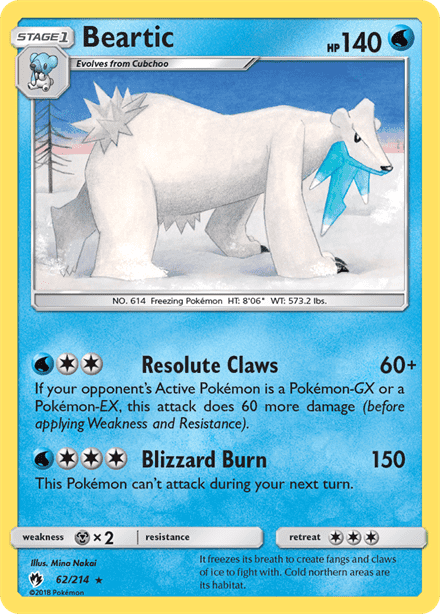 STAGE 1 Beartic HP 140
Evolves from Cubchoo
NO. 614 Freezing Pokémon HT: 8'06" WT: 573.2 lbs.
Resolute Claws 60+
If your opponent's Active Pokémon is a Pokémon-GX or a
Pokémon-EX, this attack does 60 more damage (before
applying Weakness and Resistance).
Blizzard Burn 150
This Pokémon can't attack during your next turn.
weakness ×2 resistance retreat
Illus. Mina Nakai
62/214 ★
©2018 Pokémon
It freezes its breath to create fangs and claws
of ice to fight with. Cold northern areas are
its habitat.